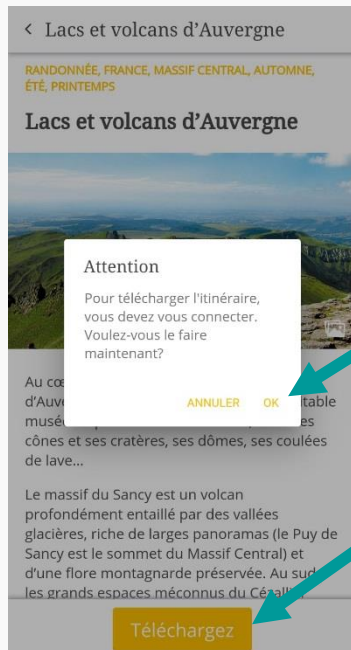 < Lacs et volcans d’Auvergne
RANDONNÉE, FRANCE, MASSIF CENTRAL, AUTOMNE,
ÉTÉ, PRINTEMPS
Lacs et volcans d’Auvergne
Attention
Pour télécharger l'itinéraire,
vous devez vous connecter.
Voulez-vous le faire
maintenant?
ANNULER OK
Au
cônes et ses cratères, ses dômes, ses coulées
de lave...
Le massif du Sancy est un volcan
profondément entaillé par des vallées
glacières, riche de larges panoramas (le Puy de
Sancy est le sommet du Massif Central) et
d’une flore montagnarde préservée. Au sud
les grands espaces méconnus du
Téléchargez